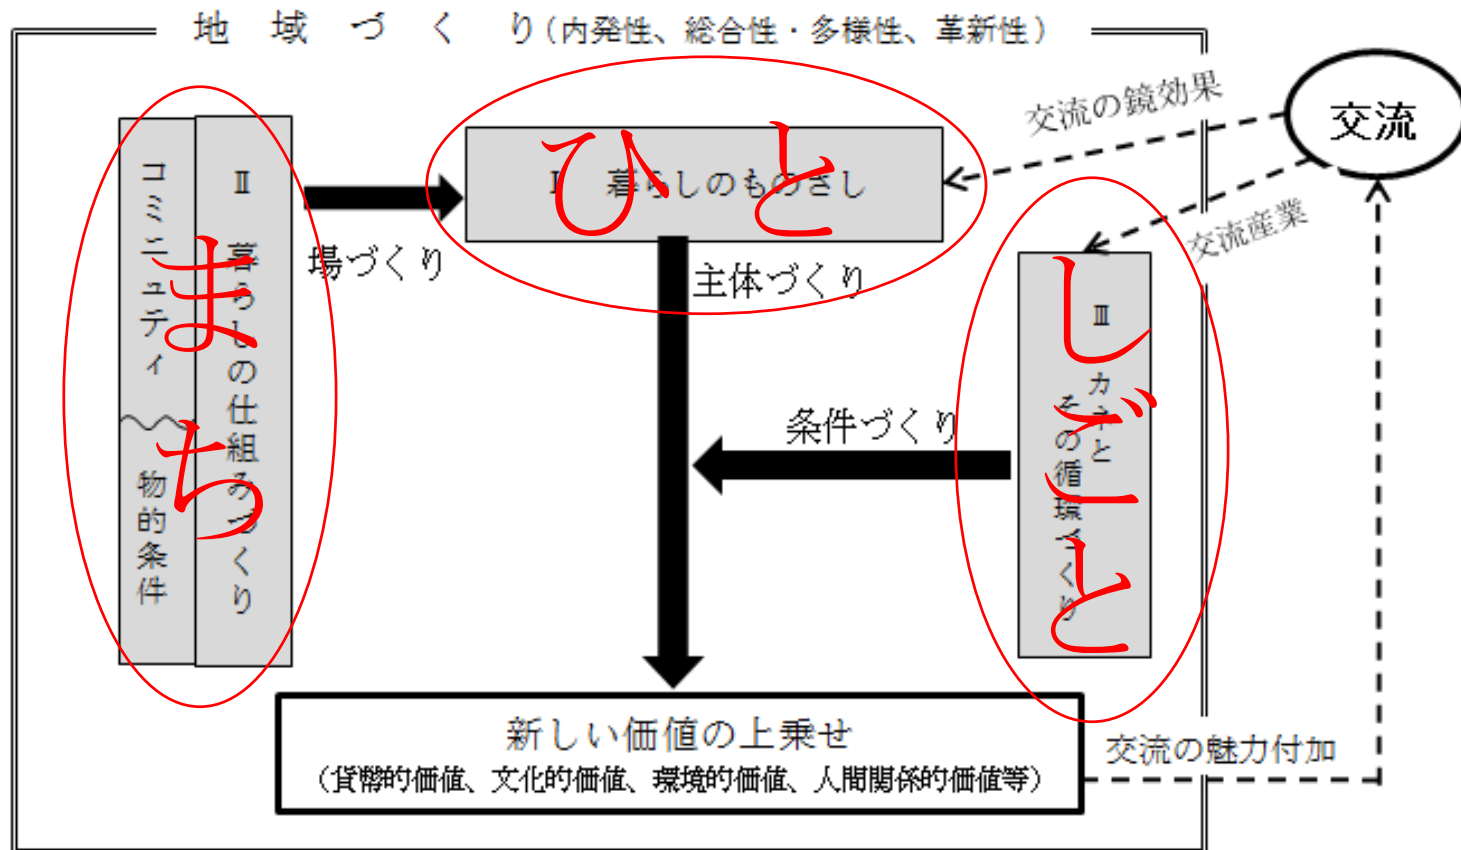 地域づくり(内発性、総合性・多様性、革新性)
交流
交流の鏡効果
交流産業
Ⅰ 暮らしのものさし
ひと
主体づくり
場づくり
Ⅱ 暮らしの仕組みづくり
コミニュティ
物的条件
まち
Ⅲ カネと
その循環づくり
しごと
条件づくり
新しい価値の上乗せ
(貨幣的価値、文化的価値、環境的価値、人間関係的価値等)
交流の魅力付加